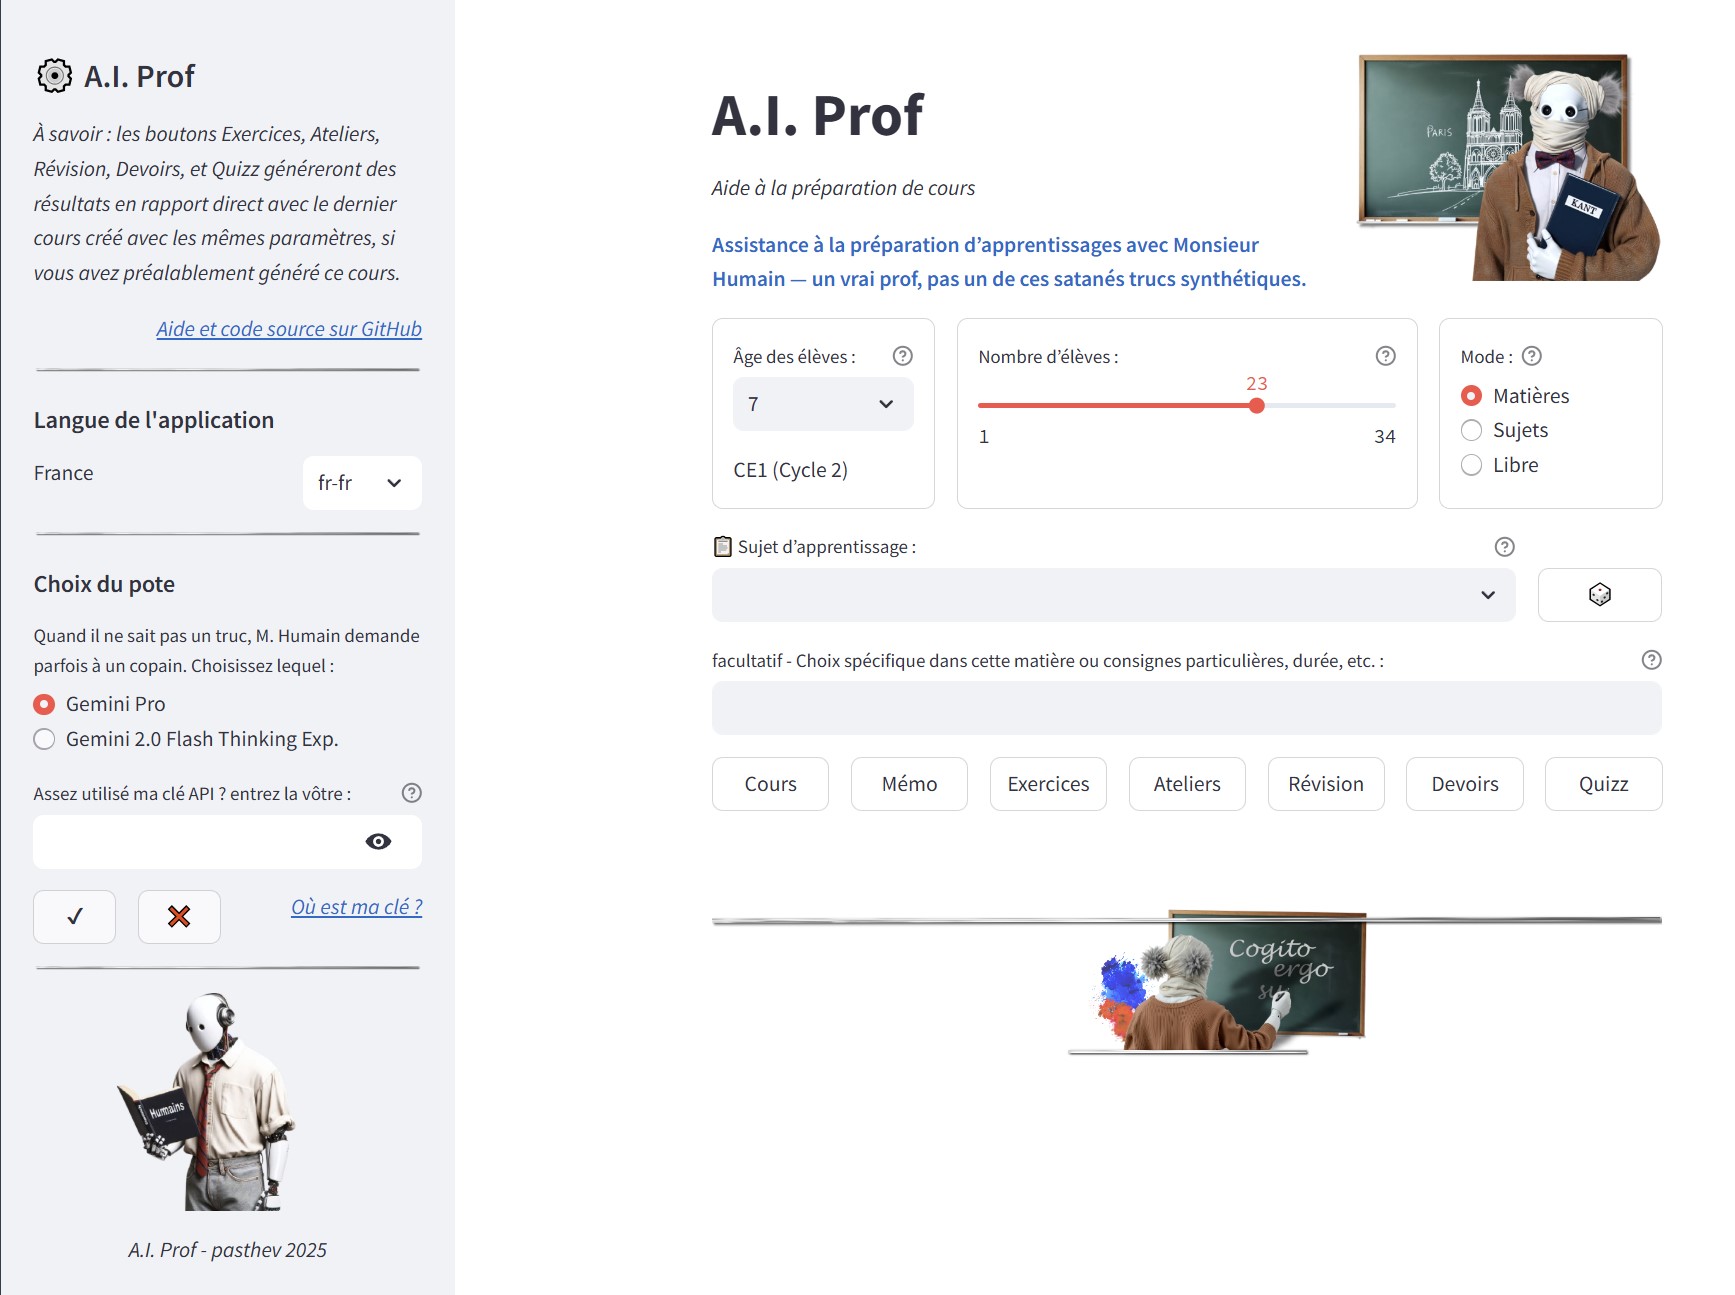 A.I. Prof
À savoir : les boutons Exercices, Ateliers,
Révision, Devoirs, et Quizz généreront des
résultats en rapport direct avec le dernier
cours créé avec les mêmes paramètres, si
vous avez préalablement généré ce cours.
Aide et code source sur GitHub
Langue de l'application
France
fr-fr
Choix du pote
Quand il ne sait pas un truc, M. Humain demande
parfois à un copain. Choisissez lequel :
Gemini Pro
Gemini 2.0 Flash Thinking Exp.
Assez utilisé ma clé API ? entrez la vôtre :
Où est ma clé ?
Humains
A.I. Prof - pasthev 2025
A.I. Prof
Aide à la préparation de cours
Assistance à la préparation d’apprentissages avec Monsieur
Humain — un vrai prof, pas un de ces satanés trucs synthétiques.
PARIS
KANT
Âge des élèves :
7
CE1 (Cycle 2)
Nombre d’élèves :
23
1
34
Mode :
Matières
Sujets
Libre
Sujet d’apprentissage :
facultatif - Choix spécifique dans cette matière ou consignes particulières, durée, etc. :
Cours
Mémo
Exercices
Ateliers
Révision
Devoirs
Quizz
Cogito
ergo
su